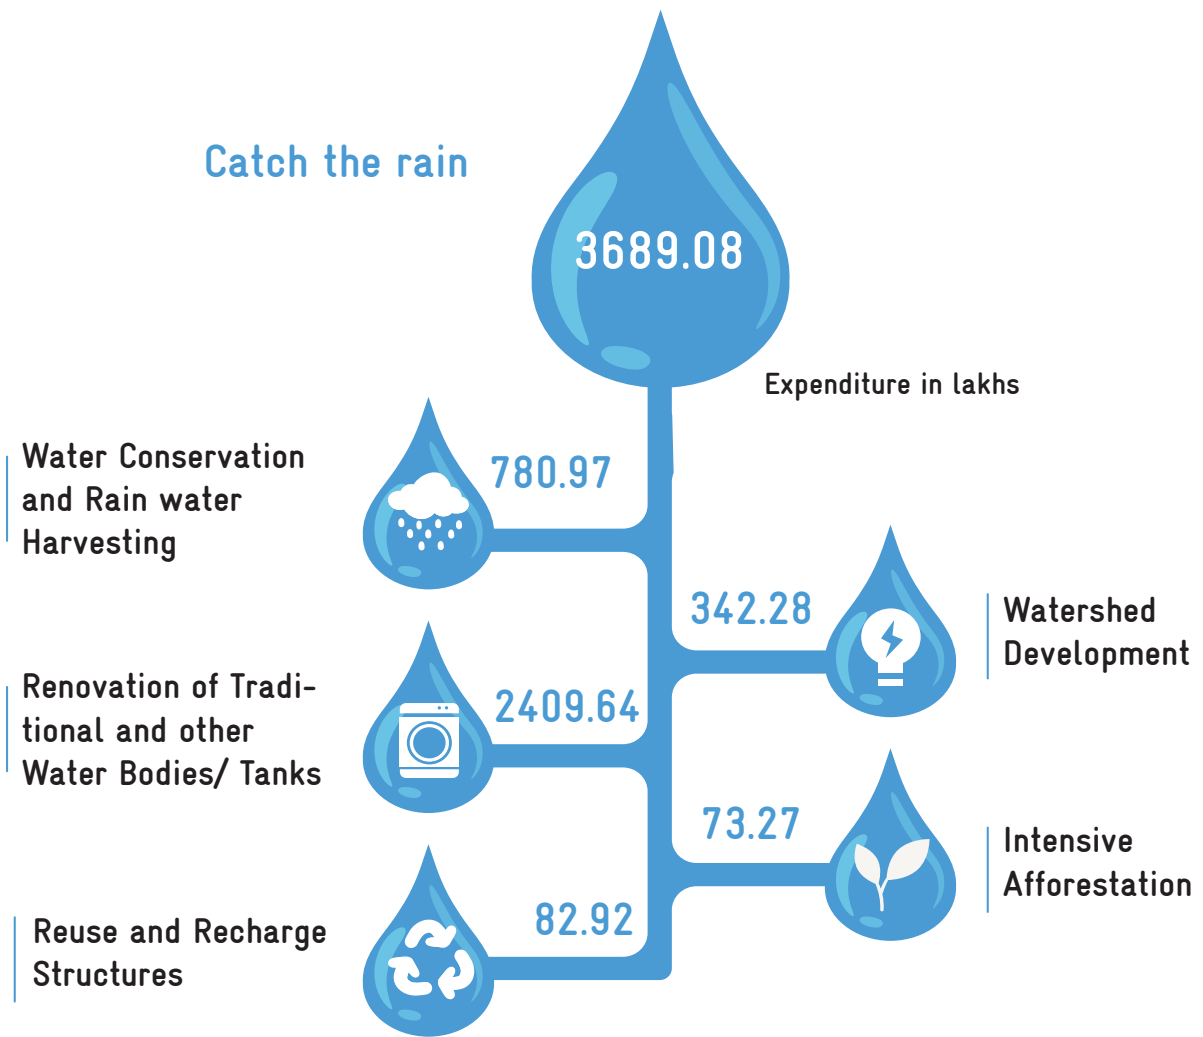 Catch the rain
3689.08
Expenditure in lakhs
Water Conservation
and Rain water
Harvesting
780.97
342.28
Watershed
Development
Renovation of Tradi-
tional and other
Water Bodies/ Tanks
2409.64
73.27
Intensive
Afforestation
Reuse and Recharge
Structures
82.92